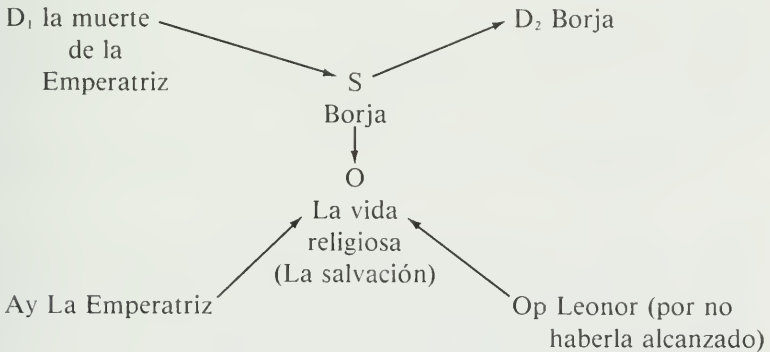 D₁ la muerte
de la
Emperatriz
D₂ Borja
S
Borja
O
La vida
religiosa
(La salvación)
Ay La Emperatriz
Op Leonor (por no
haberla alcanzado)